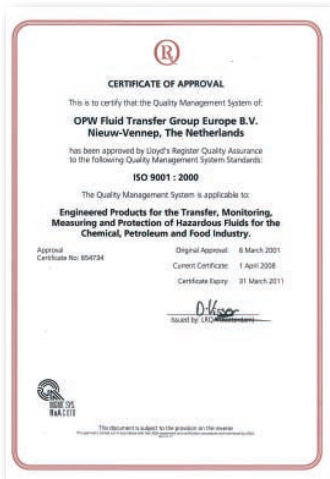 R
CERTIFICATE OF APPROVAL
This is to certify that the Quality Management System of:
OPW Fluid Transfer Group Europe B.V.
Nieuw-Vennep, The Netherlands
has been approved by Lloyd's Register Quality Assurance
to the following Quality Management System Standards:
ISO 9001 : 2000
The Quality Management System is applicable to:
Engineered Products for the Transfer, Monitoring,
Measuring and Protection of Hazardous Fluids for the
Chemical, Petroleum and Food Industry.
Approval
Certificate No: 654734
Original Approval: 6 March 2001
Current Certificate: 1 April 2008
Certificate Expiry: 31 March 2011
Issued by: LRQA
This document is subject to the provision on the reverse